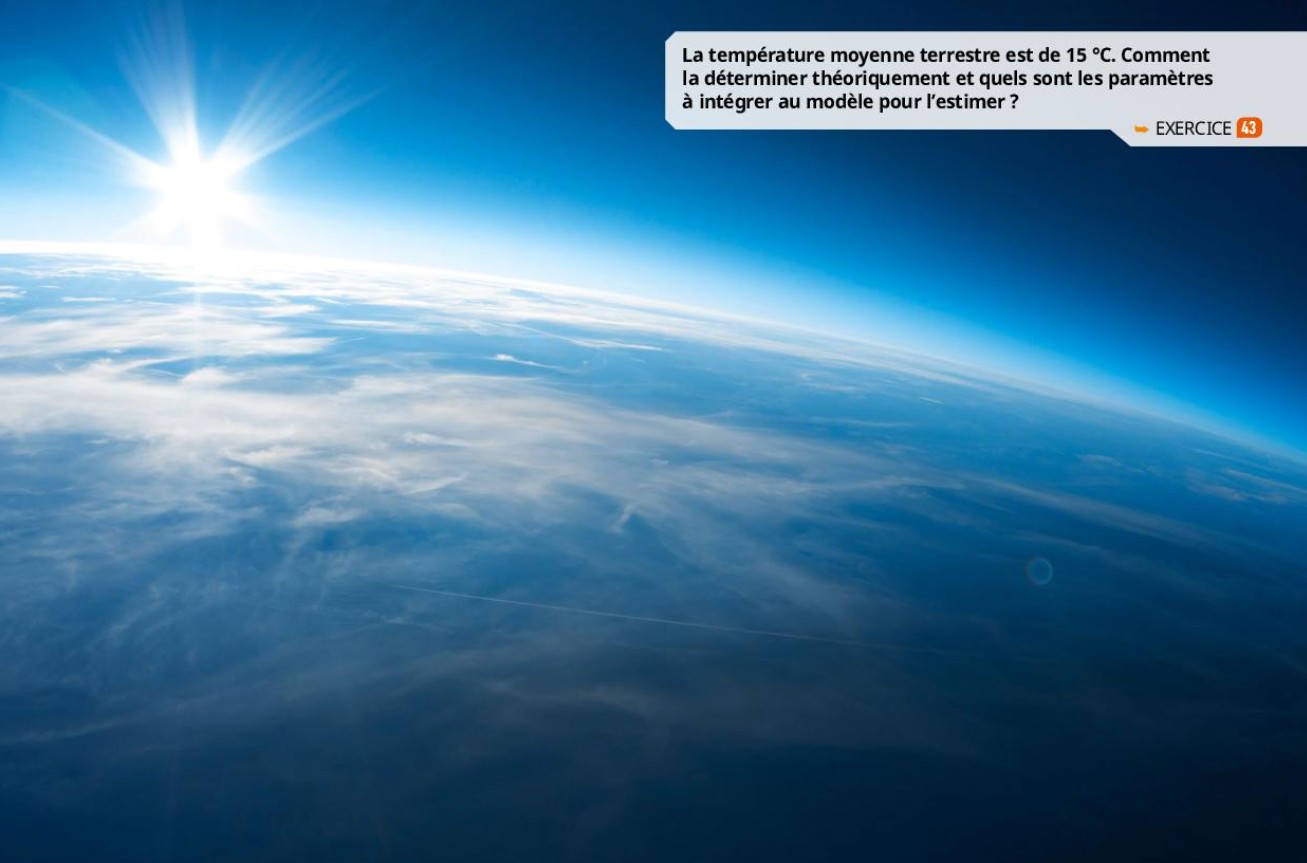 La température moyenne terrestre est de 15 °C. Comment
la déterminer théoriquement et quels sont les paramètres
à intégrer au modèle pour l’estimer ?
➥ EXERCICE 43